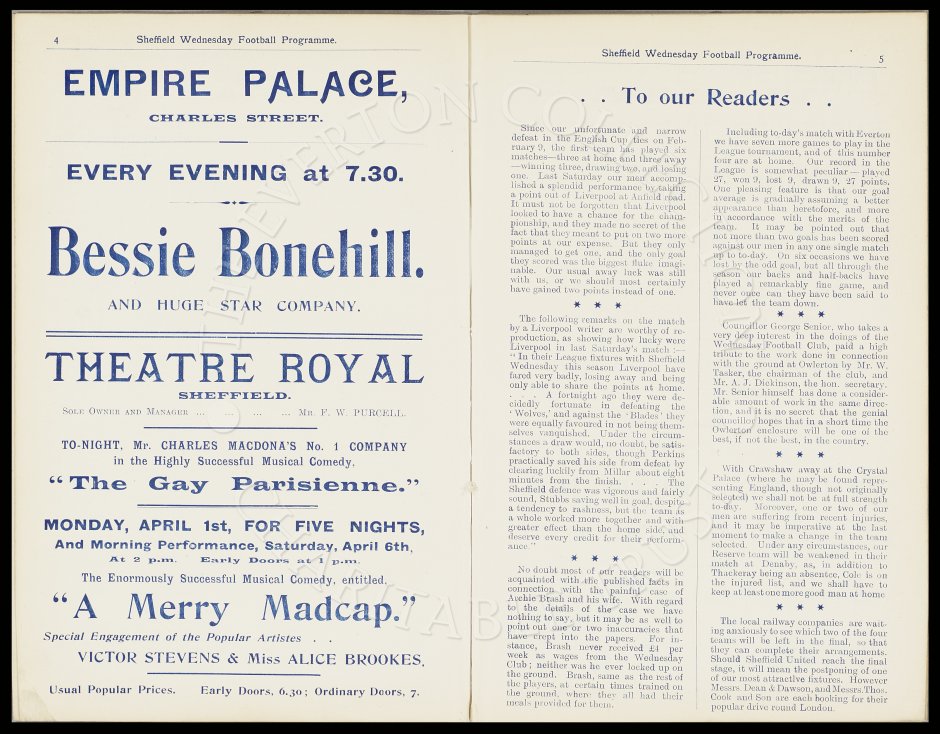 4
Sheffield Wednesday Football Programme.
EMPIRE PALACE,
CHARLES STREET.
EVERY EVENING at 7.30.
Bessie Bonehill.
AND HUGE STAR COMPANY.
THEATRE ROYAL
SHEFFIELD.
Sole Owner and Manager ... ... ... ... Mr. F. W. PURCELL.
TO-NIGHT, Mr. CHARLES MACDONA'S No. 1 COMPANY
in the Highly Successful Musical Comedy.
"The Gay Parisienne."
MONDAY, APRIL 1st, FOR FIVE NIGHTS,
And Morning Performance, Saturday, April 6th,
At 2 p.m. Early Doors at 1 p.m.
The Enormously Successful Musical Comedy, entitled.
"A Merry Madcap."
Special Engagement of the Popular Artistes . . .
VICTOR STEVENS & Miss ALICE BROOKES.
Usual Popular Prices. Early Doors, 6.30; Ordinary Doors, 7.
Sheffield Wednesday Football Programme.
5
. . To our Readers . .
Since our unfortunate and narrow
defeat in the English Cup ties on Feb-
ruary 9, the first team has played six
matches—three at home and three away
—winning three, drawing two, and losing
one. Last Saturday our men accomp-
lished a splendid performance by taking
a point out of Liverpool at Anfield road.
It must not be forgotten that Liverpool
looked to have a chance for the cham-
pionship, and they made no secret of the
fact that they meant to put on two more
points at our expense. But they only
managed to get one, and the only goal
they scored was the biggest fluke imagi-
nable. Our usual away luck was still
with us, or we should most certainly
have gained two points instead of one.
* * *
The following remarks on the match
by a Liverpool writer are worthy of re-
production, as showing how lucky were
Liverpool in last Saturday's match :—
"In their League fixtures with Sheffield
Wednesday this season Liverpool have
fared very badly, losing away and being
only able to share the points at home.
. . . . A fortnight ago they were de-
cidedly fortunate in defeating the
'Wolves,' and against the 'Blades' they
were equally favoured in not being them-
selves vanquished. Under the circum-
stances a draw would, no doubt, be satis-
factory to both sides, though Perkins
practically saved his side from defeat by
clearing luckily from Millar about eight
minutes from the finish. . . . . The
Sheffield defence was vigorous and fairly
sound, Stubbs saving well in goal, despite
a tendency to rashness, but the team as
a whole worked more together and with
greater effect than the home side and
deserve every credit for their perform-
ance."
* * *
No doubt most of our readers will be
acquainted with the published facts in
connection with the painful case of
Archie Brash and his wife. With regard
to the details of the case we have
nothing to say, but it may be as well to
point out one or two inaccuracies that
have crept into the papers. For in-
stance, Brash never received £4 per
week as wages from the Wednesday
Club; neither was he ever locked up on
the ground. Brash, same as the rest of
the players, at certain times trained on
the ground, where they all had their
meals provided for them.
Including to-day's match with Everton
we have seven more games to play in the
League tournament, and of this number
four are at home. Our record in the
League is somewhat peculiar—played
27, won 9, lost 9, drawn 9, 27 points.
One pleasing feature is that our goal
average is gradually assuming a better
appearance than heretofore, and more
in accordance with the merits of the
team. It may be pointed out that
not more than two goals has been scored
against our men in any one single match
up to to-day. On six occasions we have
lost by the odd goal, but all through the
season our backs and half-backs have
played a remarkably fine game, and
never once can they have been said to
have let the team down.
* * *
Councillor George Senior, who takes a
very deep interest in the doings of the
Wednesday Football Club, paid a high
tribute to the work done in connection
with the ground at Owlerton by Mr. W.
Tasker, the chairman of the club, and
Mr. A. J. Dickinson, the hon. secretary.
Mr. Senior himself has done a consider-
able amount of work in the same direc-
tion, and it is no secret that the genial
councillor hopes that in a short time the
Owlerton enclosure will be one of the
best, if not the best, in the country.
* * *
With Crawshaw away at the Crystal
Palace (where he may be found repre-
senting England, though not originally
selected) we shall not be at full strength
to-day. Moreover, one or two of our
men are suffering from recent injuries,
and it may be imperative at the last
moment to make a change in the team
selected. Under any circumstances, our
Reserve team will be weakened in their
match at Denaby, as, in addition to
Thackeray being an absentee, Cole is on
the injured list, and we shall have to
keep at least one more good man at home
* * *
The local railway companies are wait-
ing anxiously to see which two of the four
teams will be left in the final, so that
they can complete their arrangements.
Should Sheffield United reach the final
stage, it will mean the postponing of one
of our most attractive fixtures. However
Messrs. Dean & Dawson, and Messrs. Thos.
Cook and Son are each booking for their
popular drive round London.